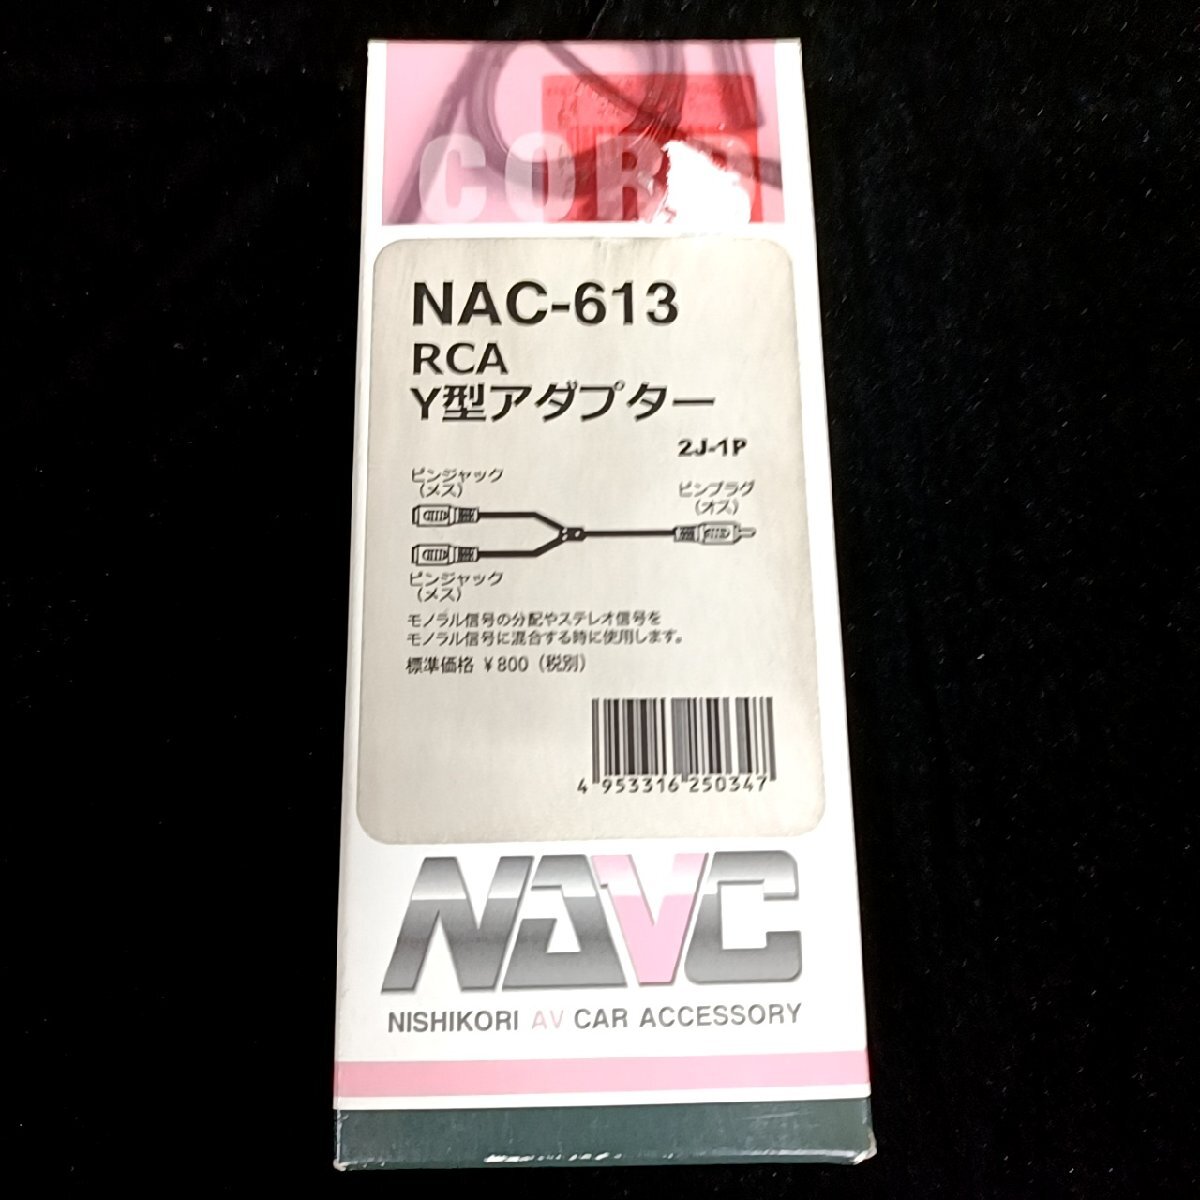 NAC-613
RCA
Y型アダプター
2J-1P
ピンジャック
(メス)
ピンプラグ
(オス)
ピンジャック
(メス)
モノラル信号の分配やステレオ信号を
モノラル信号に混合する時に使用します。
標準価格 ¥800 (税別)
4 953316 250347
NAVC
NISHIKORI AV CAR ACCESSORY